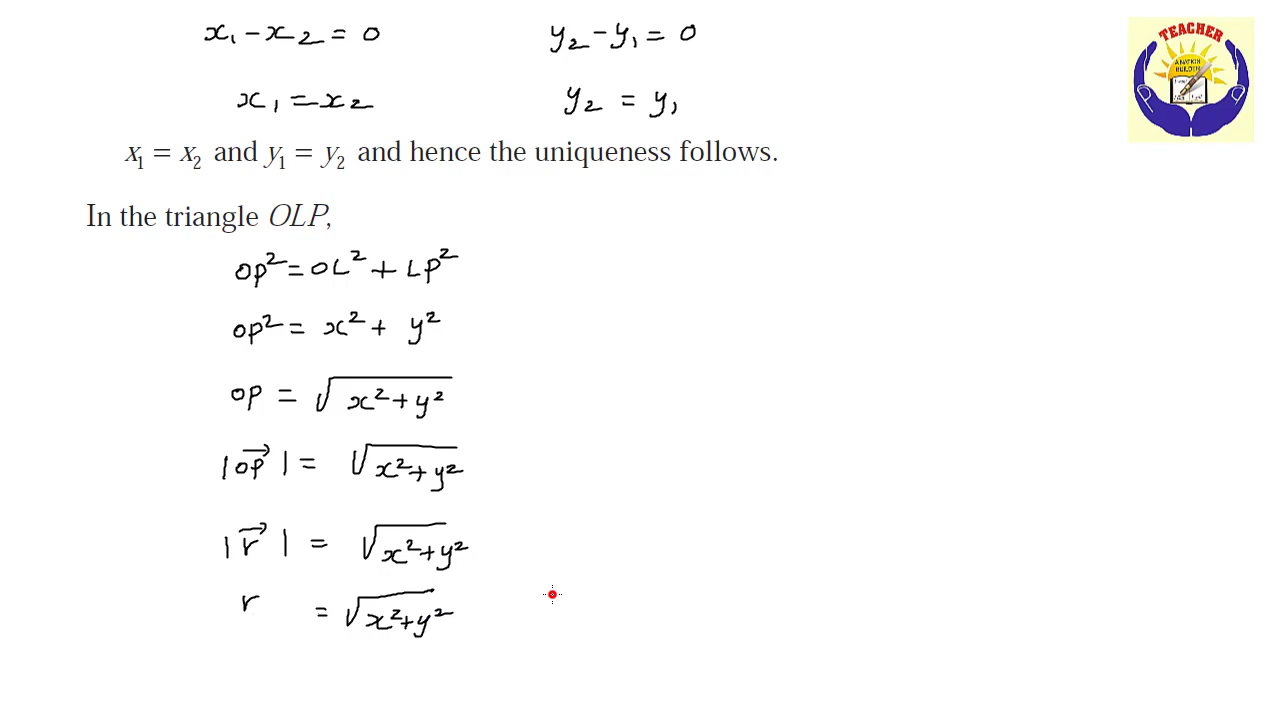 x₁ - x₂ = 0 y₂ - y₁ = 0
x₁ = x₂ y₂ = y₁
x₁ = x₂ and y₁ = y₂ and hence the uniqueness follows.
In the triangle OLP,
OP² = OL² + LP²
OP² = x² + y²
OP = √(x² + y²)
|OP⃗| = √(x² + y²)
|r⃗| = √(x² + y²)
r = √(x² + y²)
TEACHER